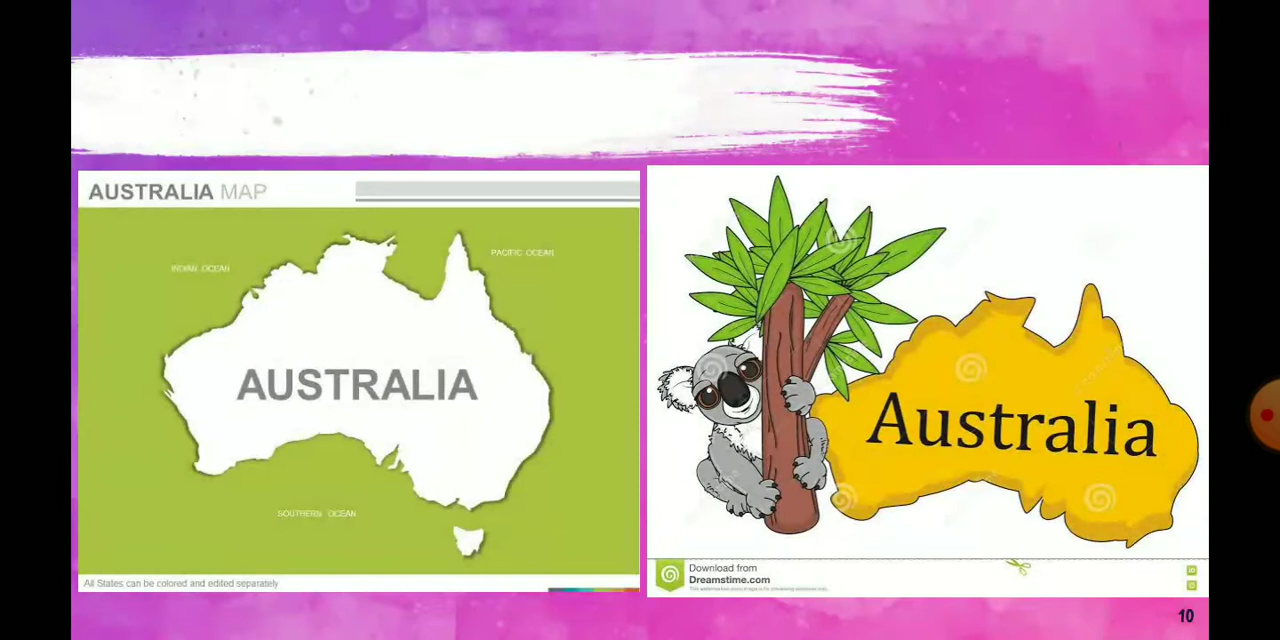 AUSTRALIA MAP
INDIAN OCEAN
PACIFIC OCEAN
AUSTRALIA
SOUTHERN OCEAN
All States can be colored and edited separately
Australia
Download from
Dreamstime.com
10